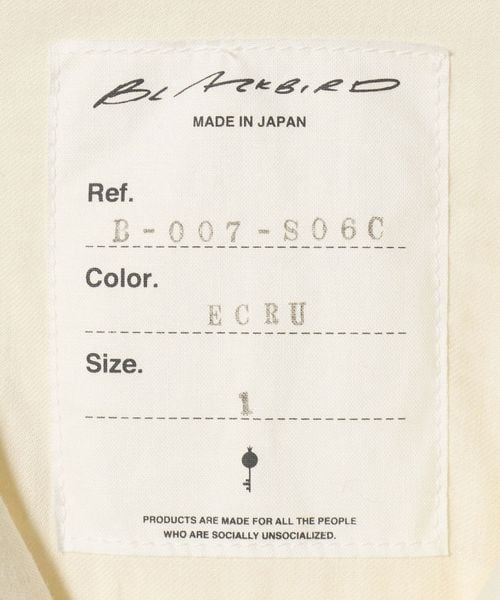 BLACKBIRD
MADE IN JAPAN
Ref.
B-007-S06C
Color.
ECRU
Size.
1
PRODUCTS ARE MADE FOR ALL THE PEOPLE
WHO ARE SOCIALLY UNSOCIALIZED.